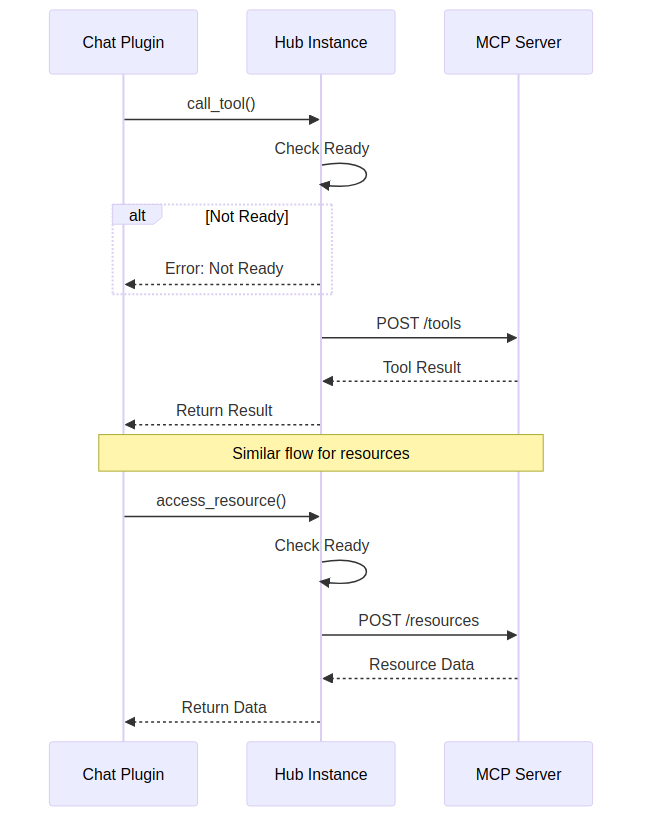 Chat Plugin
Hub Instance
MCP Server
call_tool()
Check Ready
alt
[Not Ready]
Error: Not Ready
POST /tools
Tool Result
Return Result
Similar flow for resources
access_resource()
Check Ready
POST /resources
Resource Data
Return Data
Chat Plugin
Hub Instance
MCP Server